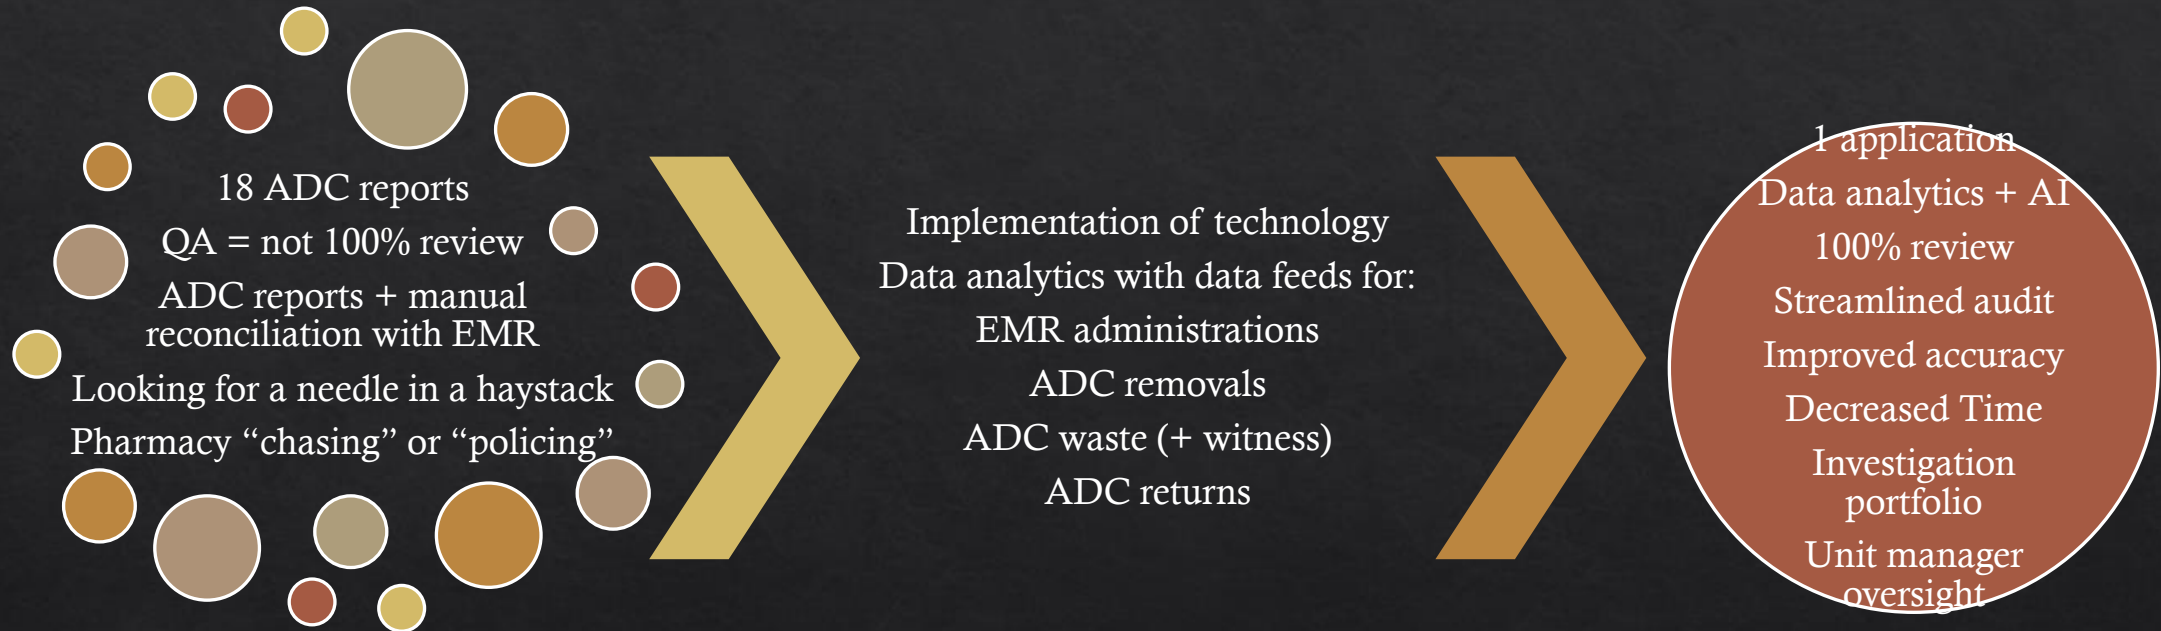 18 ADC reports
QA = not 100% review
ADC reports + manual
reconciliation with EMR
Looking for a needle in a haystack
Pharmacy “chasing” or “policing”
Implementation of technology
Data analytics with data feeds for:
EMR administrations
ADC removals
ADC waste (+ witness)
ADC returns
1 application
Data analytics + AI
100% review
Streamlined audit
Improved accuracy
Decreased Time
Investigation
portfolio
Unit manager
oversight